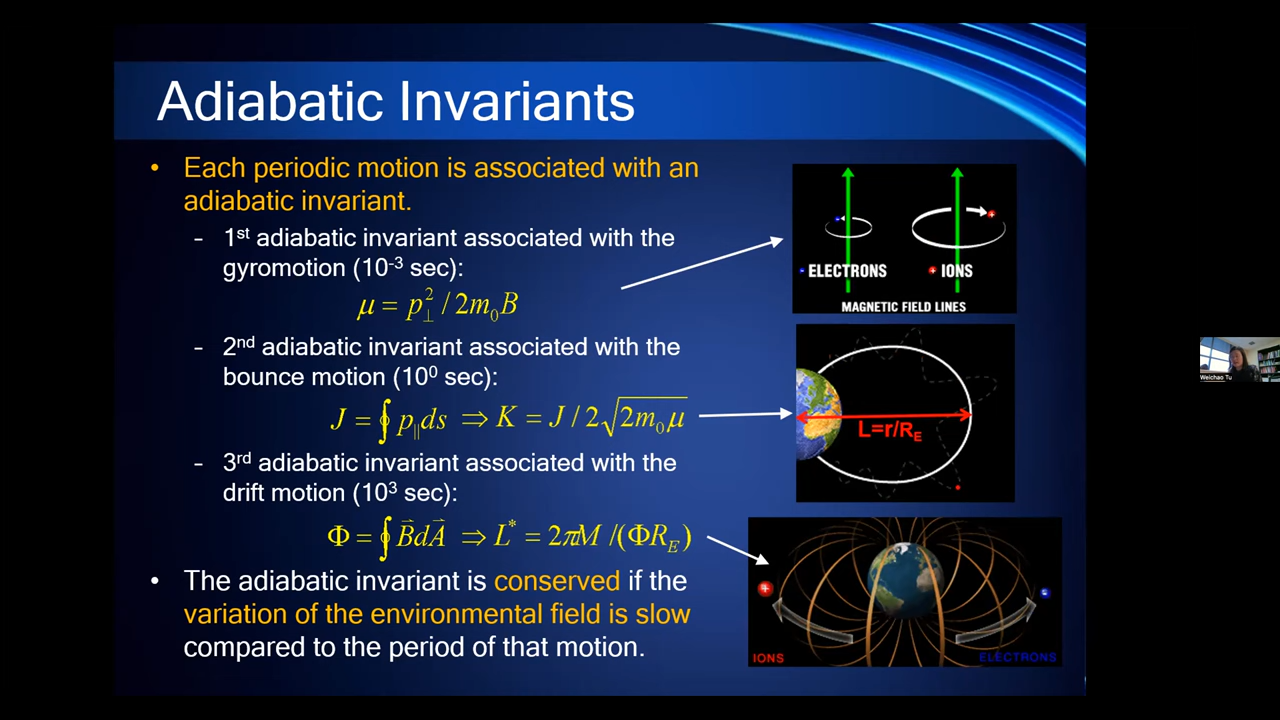 Adiabatic Invariants
• Each periodic motion is associated with an
adiabatic invariant.
- 1st adiabatic invariant associated with the
gyromotion (10-3 sec):
μ = p⊥² / 2m₀B
- 2nd adiabatic invariant associated with the
bounce motion (10⁰ sec):
J = ∮ p∥ds ⇒ K = J / 2√2m₀μ
- 3rd adiabatic invariant associated with the
drift motion (10³ sec):
Φ = ∮ B⃗dA⃗ ⇒ L* = 2πM /(ΦR_E)
• The adiabatic invariant is conserved if the
variation of the environmental field is slow
compared to the period of that motion.
- ELECTRONS + IONS
MAGNETIC FIELD LINES
L=r/R_E
+
-
IONS ELECTRONS
Weichao Tu